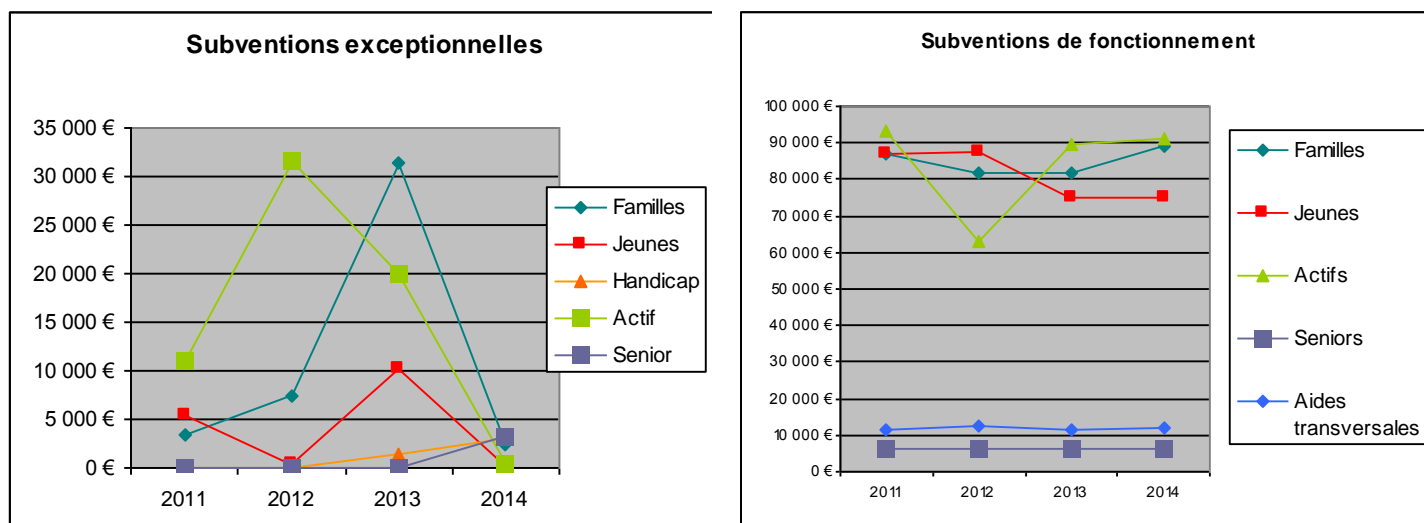 Subventions exceptionnelles
35 000 €
30 000 €
25 000 €
20 000 €
15 000 €
10 000 €
5 000 €
0 €
2011 2012 2013 2014
Familles
Jeunes
Handicap
Actif
Senior
Subventions de fonctionnement
100 000 €
90 000 €
80 000 €
70 000 €
60 000 €
50 000 €
40 000 €
30 000 €
20 000 €
10 000 €
0 €
2011 2012 2013 2014
Familles
Jeunes
Actifs
Seniors
Aides
transversales